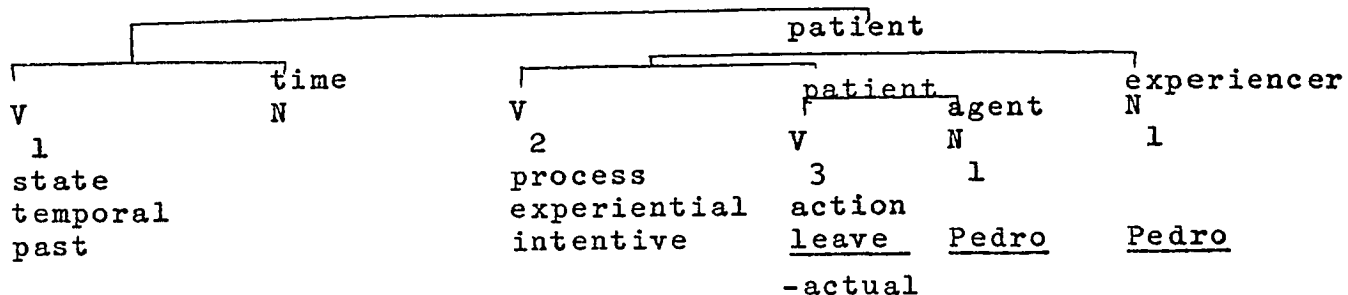 patient
time patient experiencer
V N V agent N
1 2 V N 1
state process 3 1
temporal experiential action
past intentive leave Pedro Pedro
-actual